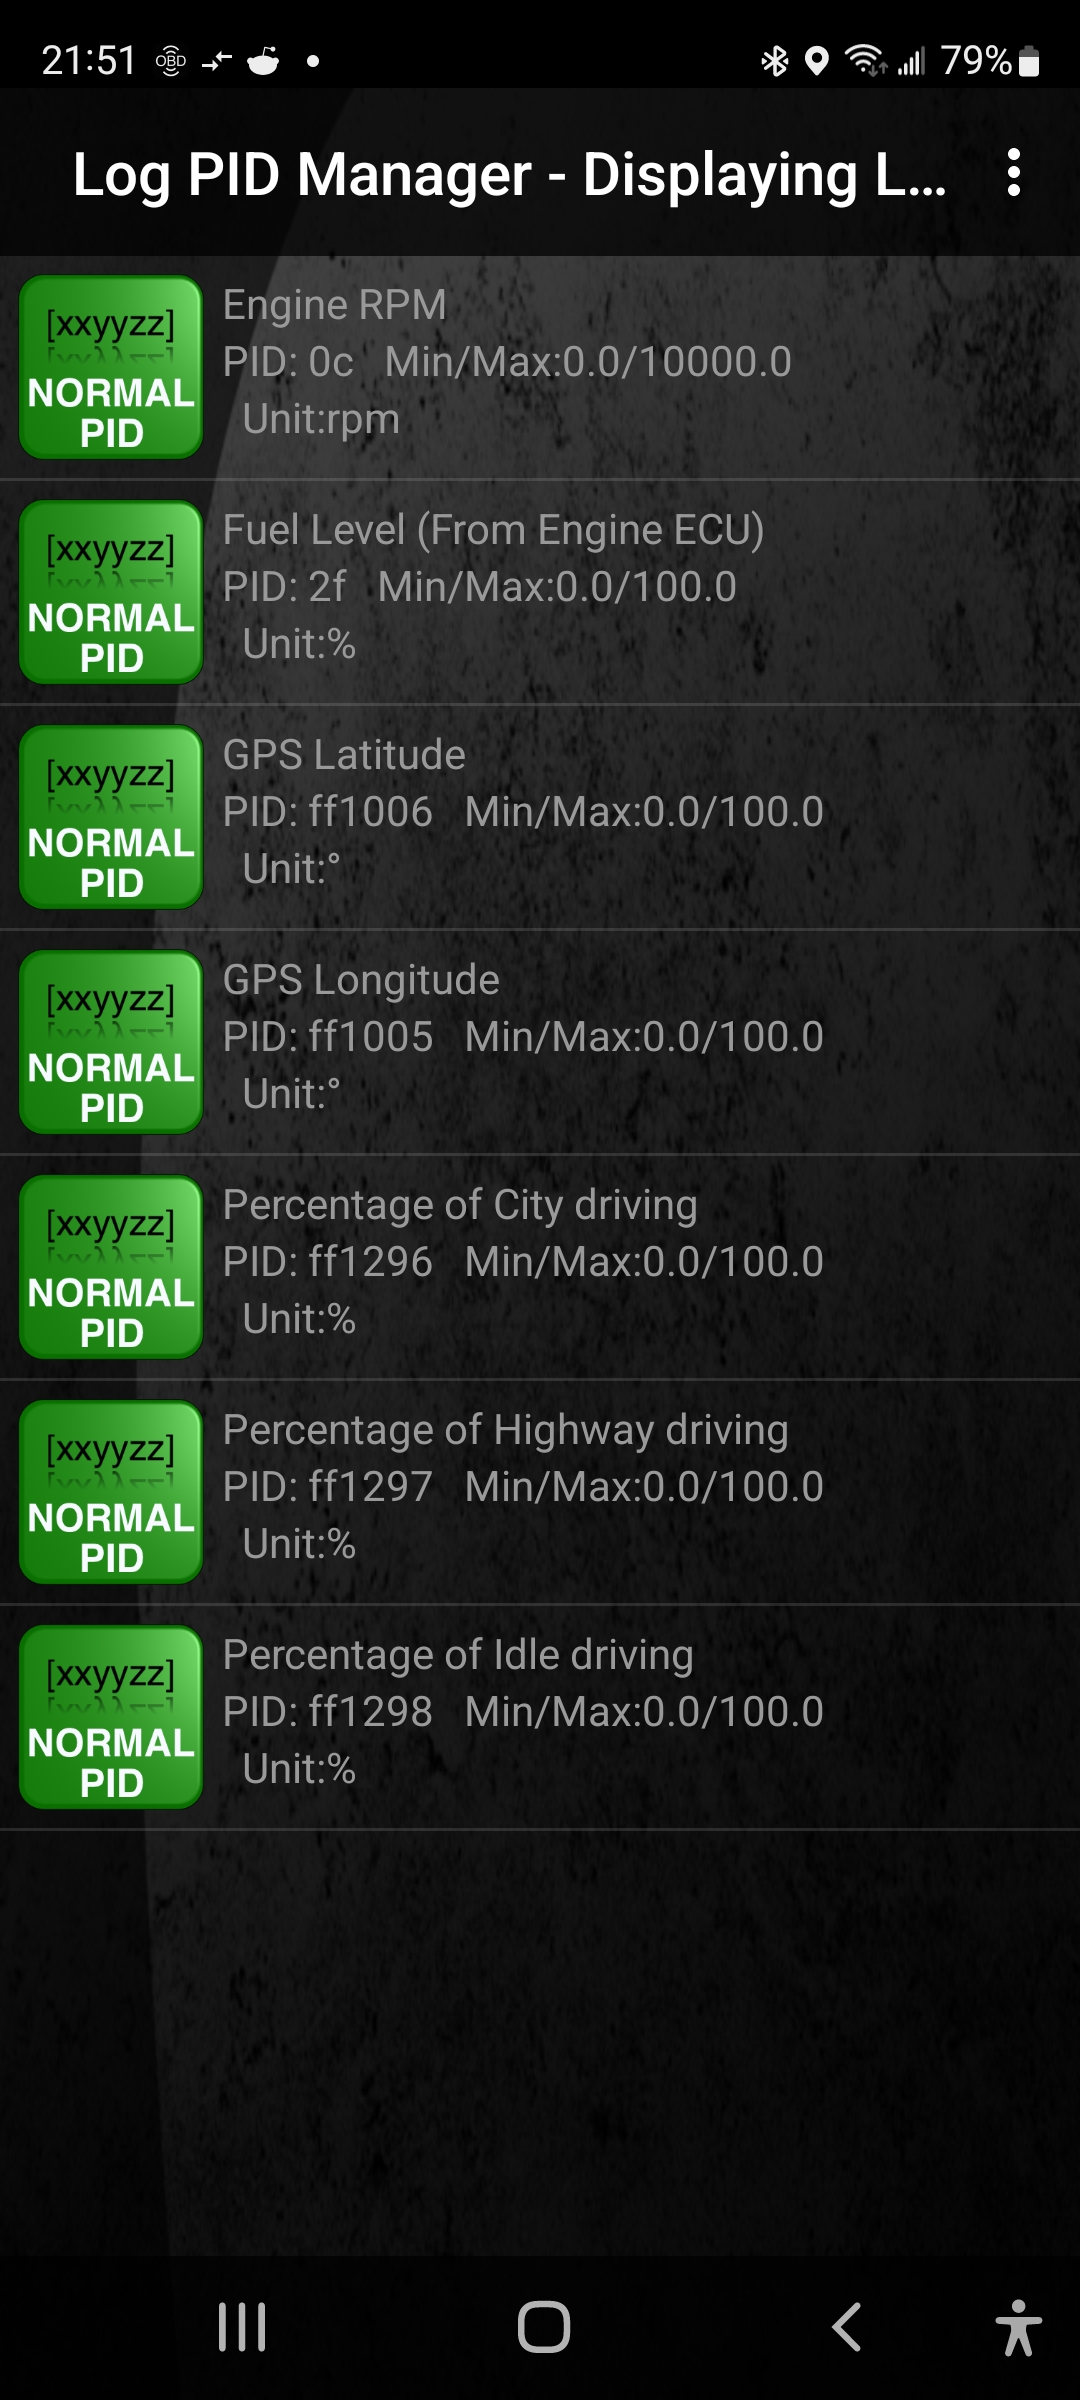 21:51 OBD 79%
Log PID Manager - Displaying L...
[xxyyzz]
NORMAL
PID
Engine RPM
PID: 0c Min/Max:0.0/10000.0
Unit:rpm
[xxyyzz]
NORMAL
PID
Fuel Level (From Engine ECU)
PID: 2f Min/Max:0.0/100.0
Unit:%
[xxyyzz]
NORMAL
PID
GPS Latitude
PID: ff1006 Min/Max:0.0/100.0
Unit:°
[xxyyzz]
NORMAL
PID
GPS Longitude
PID: ff1005 Min/Max:0.0/100.0
Unit:°
[xxyyzz]
NORMAL
PID
Percentage of City driving
PID: ff1296 Min/Max:0.0/100.0
Unit:%
[xxyyzz]
NORMAL
PID
Percentage of Highway driving
PID: ff1297 Min/Max:0.0/100.0
Unit:%
[xxyyzz]
NORMAL
PID
Percentage of Idle driving
PID: ff1298 Min/Max:0.0/100.0
Unit:%